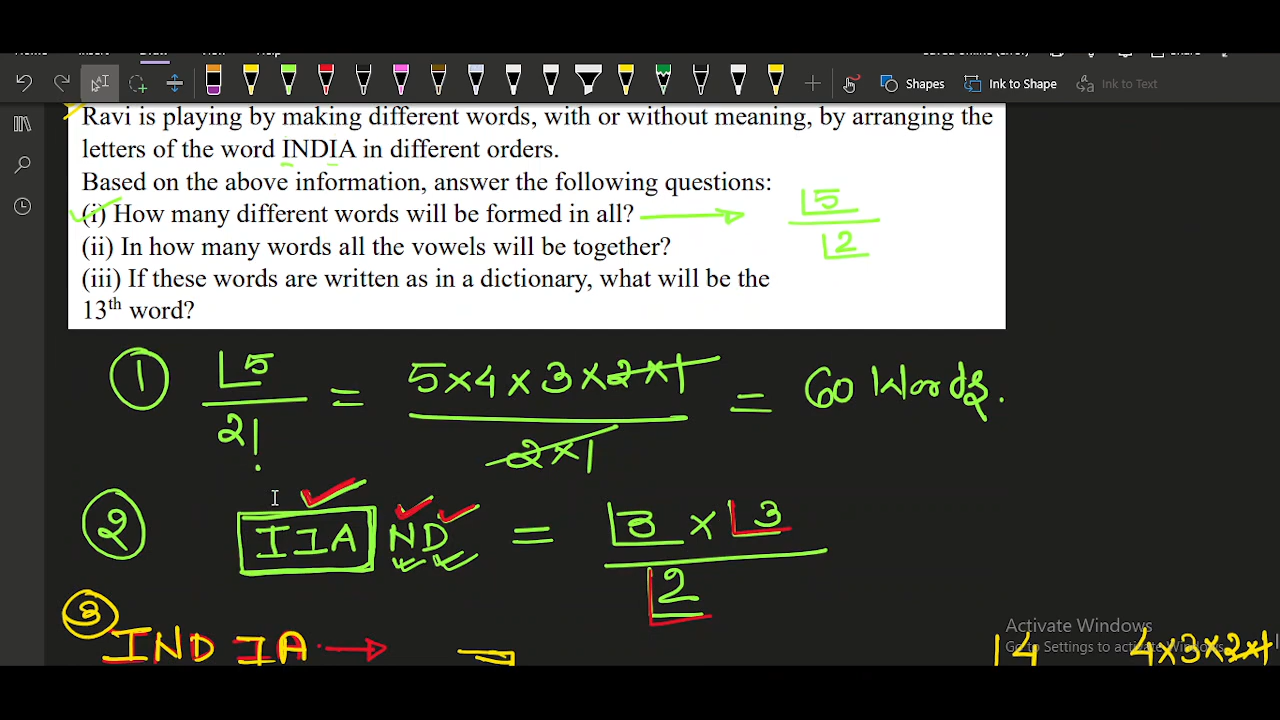 Shapes Ink to Shape Ink to Text
Ravi is playing by making different words, with or without meaning, by arranging the
letters of the word INDIA in different orders.
Based on the above information, answer the following questions:
(i) How many different words will be formed in all?
5
2
(ii) In how many words all the vowels will be together?
(iii) If these words are written as in a dictionary, what will be the
13th word?
1 5/2! = 5×4×3×2×1/2×1 = 60 Words.
2 IIA ND = 3 × 3/2
3
INDIA → 4 4×3×2×1
Activate Windows
Go to Settings to activate Windows.